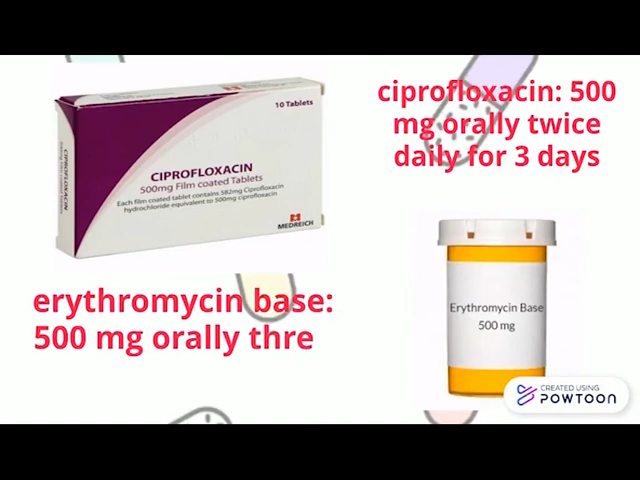 10 Tablets
CIPROFLOXACIN
500mg Film coated Tablets
Each film coated tablet contains 582mg Ciprofloxacin
hydrochloride equivalent to 500mg ciprofloxacin
MEDREICH
CIPROFLOXACIN
ciprofloxacin: 500
mg orally twice
daily for 3 days
erythromycin base:
500 mg orally thre
Erythromycin Base
500 mg
CREATED USING
POWTOON